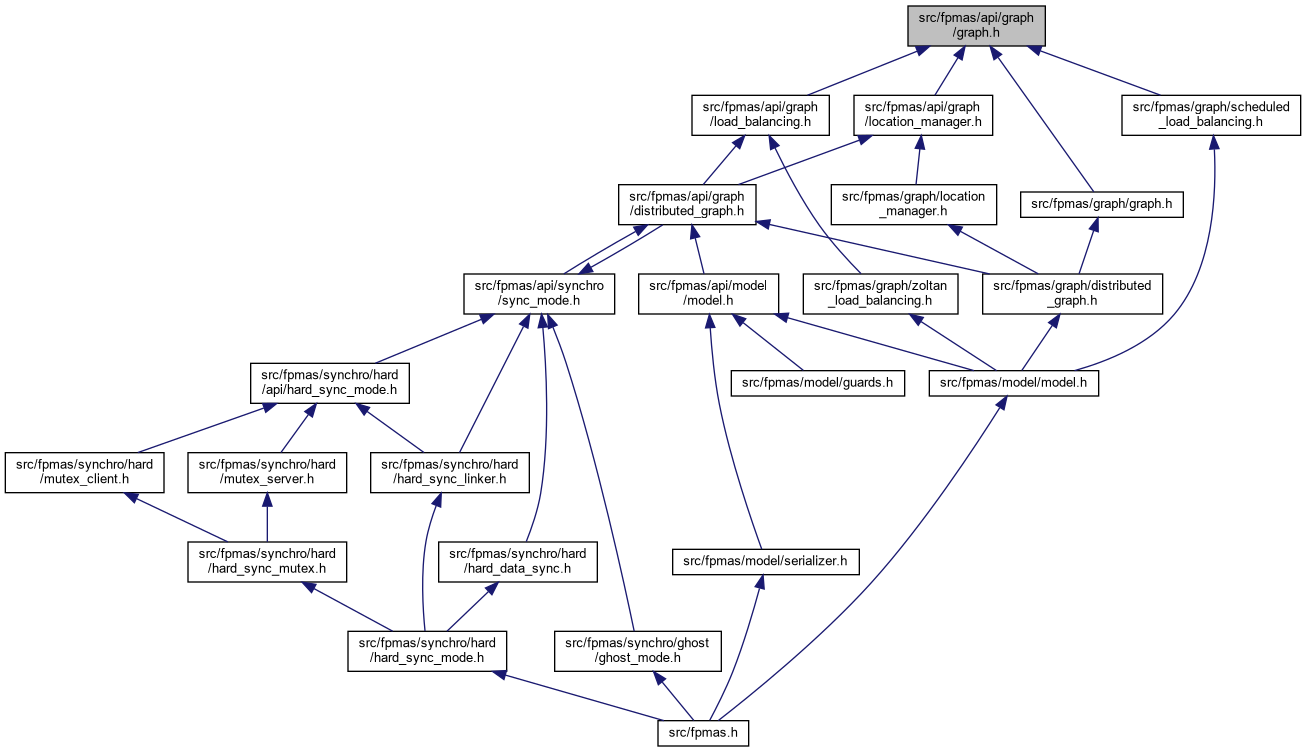 src/fpmas/api/graph
/graph.h
src/fpmas/api/graph
/load_balancing.h
src/fpmas/api/graph
/location_manager.h
src/fpmas/graph/scheduled
_load_balancing.h
src/fpmas/api/graph
/distributed_graph.h
src/fpmas/graph/location
_manager.h
src/fpmas/graph/graph.h
src/fpmas/api/synchro
/sync_mode.h
src/fpmas/api/model
/model.h
src/fpmas/graph/zoltan
_load_balancing.h
src/fpmas/graph/distributed
_graph.h
src/fpmas/synchro/hard
/api/hard_sync_mode.h
src/fpmas/model/guards.h
src/fpmas/model/model.h
src/fpmas/synchro/hard
/mutex_client.h
src/fpmas/synchro/hard
/mutex_server.h
src/fpmas/synchro/hard
/hard_sync_linker.h
src/fpmas/synchro/hard
/hard_sync_mutex.h
src/fpmas/synchro/hard
/hard_data_sync.h
src/fpmas/model/serializer.h
src/fpmas/synchro/hard
/hard_sync_mode.h
src/fpmas/synchro/ghost
/ghost_mode.h
src/fpmas.h